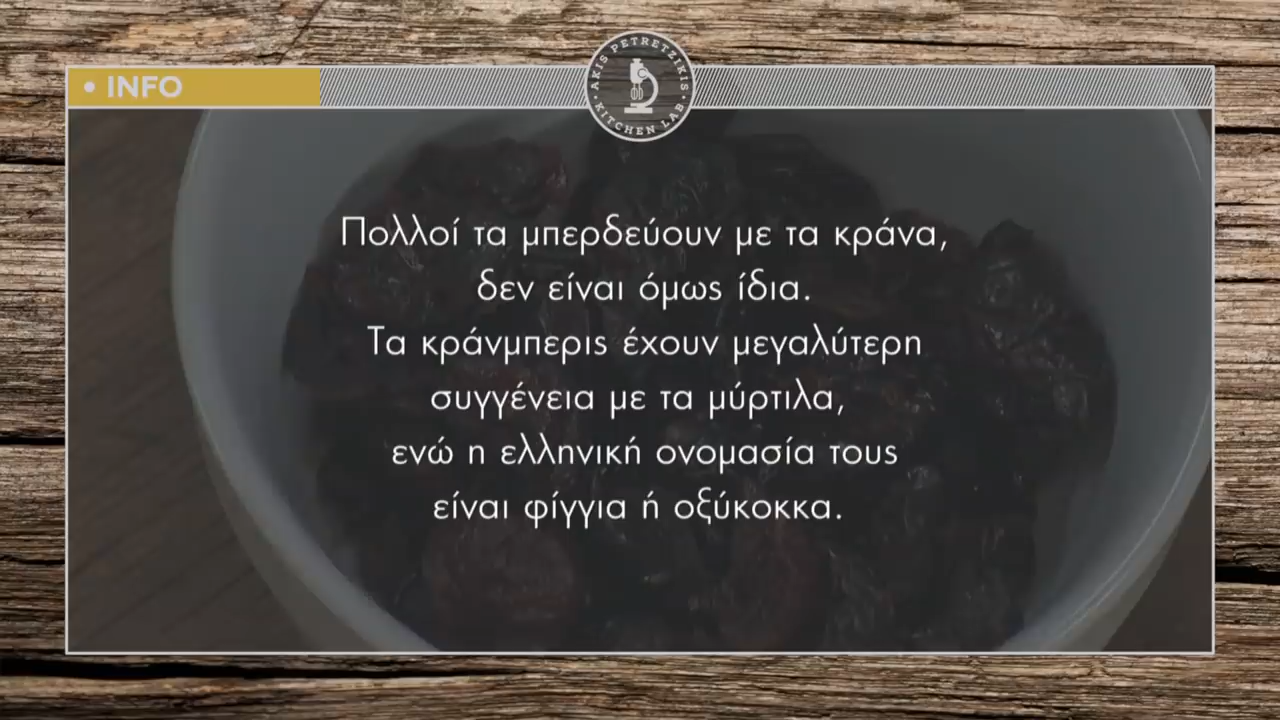 • INFO
AKIS PETRETZIKIS
• KITCHEN LAB •
Πολλοί τα μπερδεύουν με τα κράνα,
δεν είναι όμως ίδια.
Τα κράνμπερις έχουν μεγαλύτερη
συγγένεια με τα μύρτιλα,
ενώ η ελληνική ονομασία τους
είναι φίγγια ή οξύκοκκα.